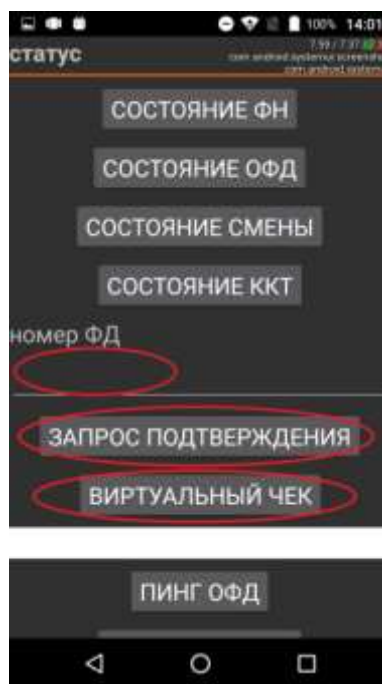 100% 14:01
статус
СОСТОЯНИЕ ФН
СОСТОЯНИЕ ОФД
СОСТОЯНИЕ СМЕНЫ
СОСТОЯНИЕ ККТ
номер ФД
ЗАПРОС ПОДТВЕРЖДЕНИЯ
ВИРТУАЛЬНЫЙ ЧЕК
ПИНГ ОФД